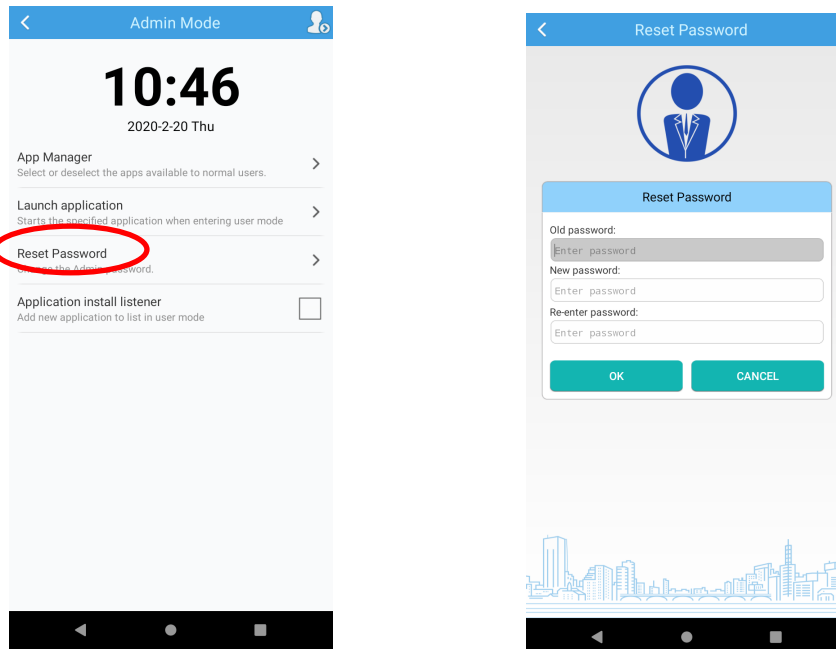 Admin Mode
10:46
2020-2-20 Thu
App Manager
Select or deselect the apps available to normal users.
Launch application
Starts the specified application when entering user mode
Reset Password
Change the Admin password.
Application install listener
Add new application to list in user mode
Reset Password
Reset Password
Old password:
Enter password
New password:
Enter password
Re-enter password:
Enter password
OK
CANCEL